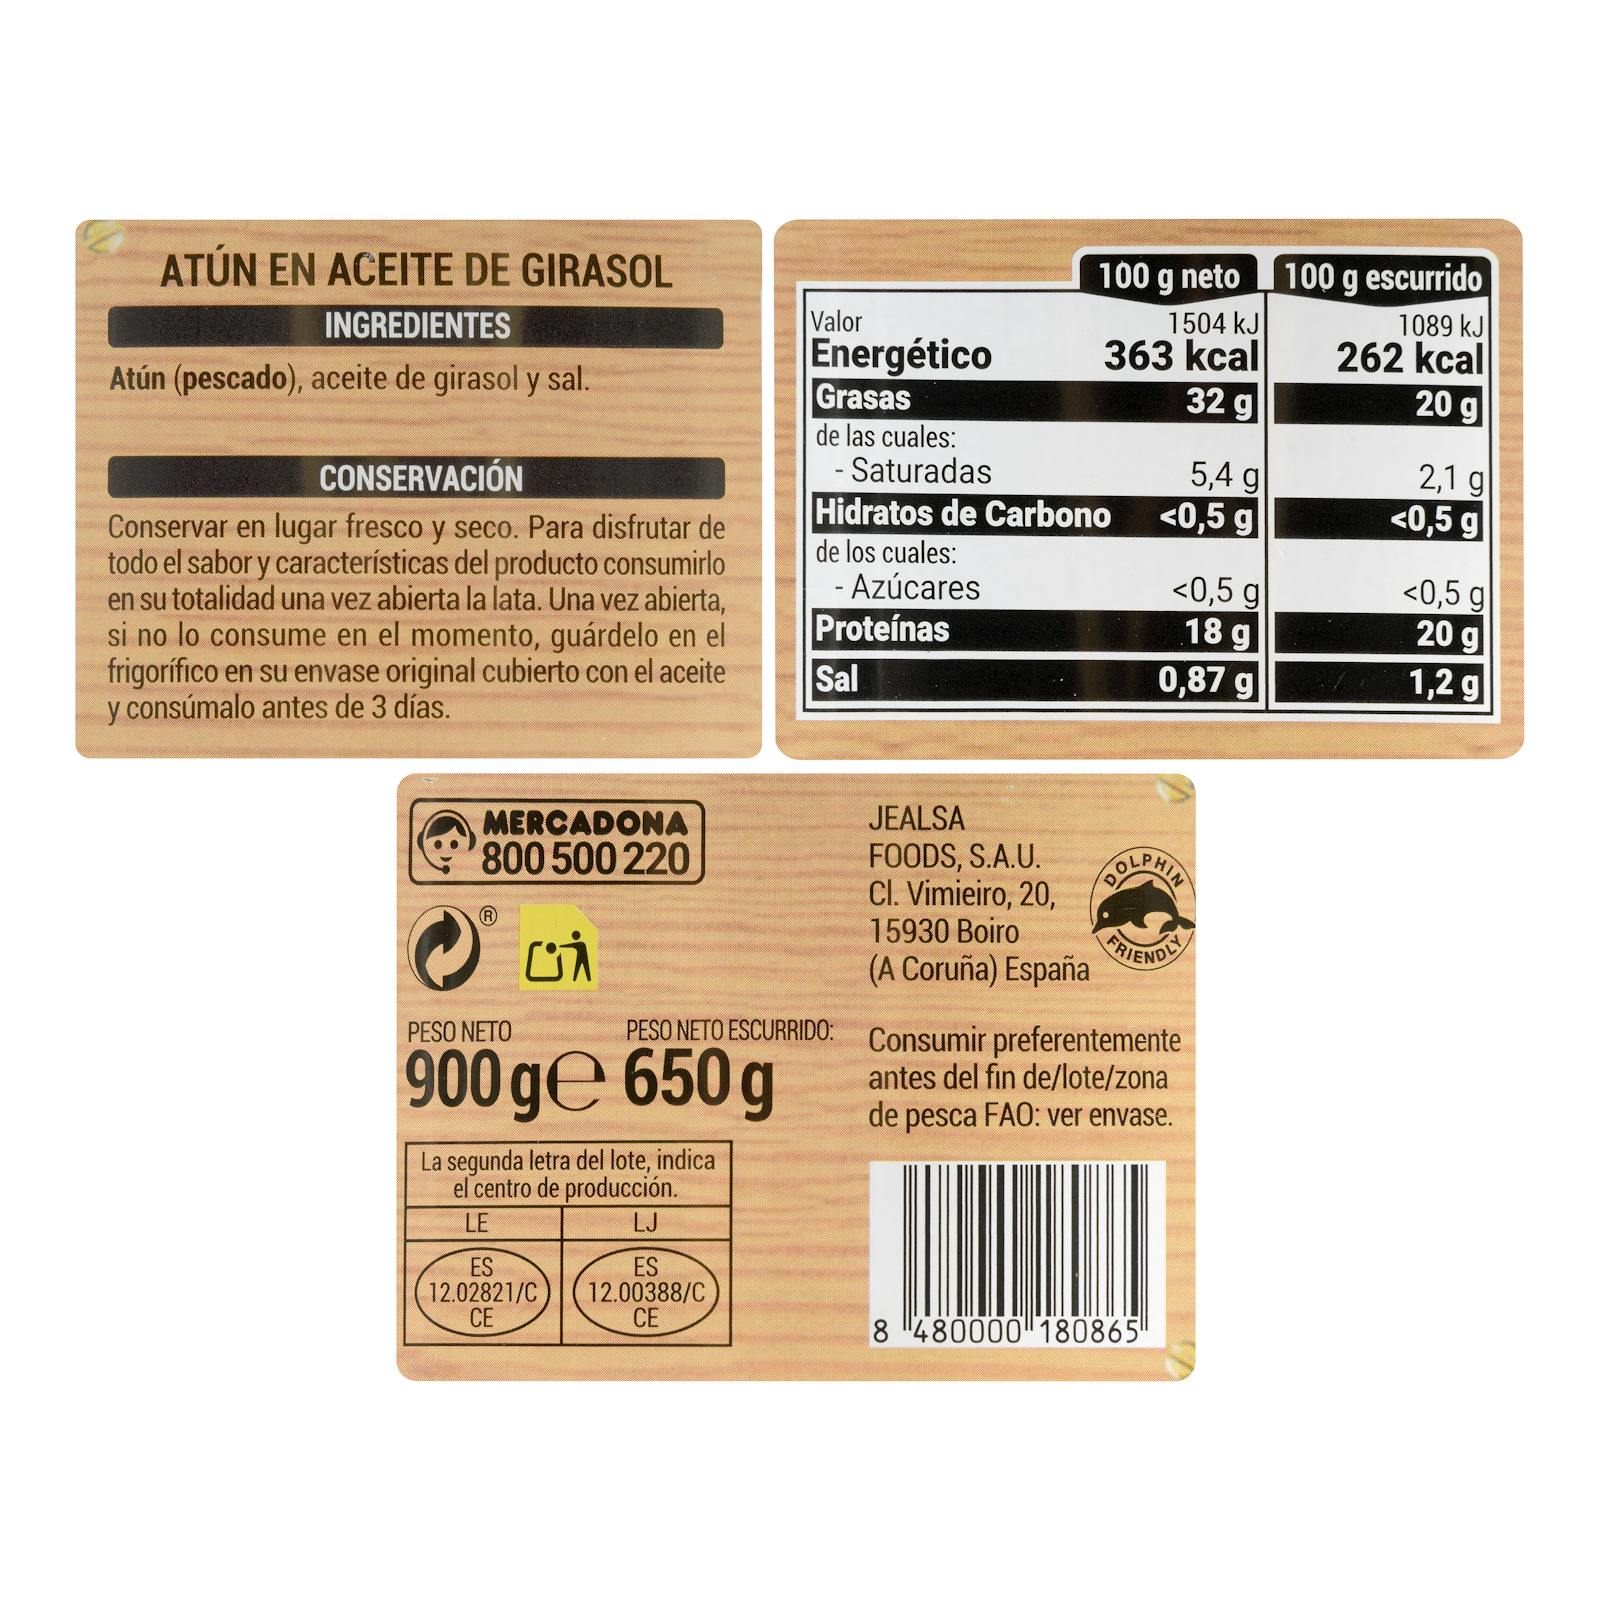 ATÚN EN ACEITE DE GIRASOL
INGREDIENTES
Atún (pescado), aceite de girasol y sal.
CONSERVACIÓN
Conservar en lugar fresco y seco. Para disfrutar de
todo el sabor y características del producto consumirlo
en su totalidad una vez abierta la lata. Una vez abierta,
si no lo consume en el momento, guárdelo en el
frigorífico en su envase original cubierto con el aceite
y consúmalo antes de 3 días.
100 g neto 100 g escurrido
Valor 1504 kJ 1089 kJ
Energético 363 kcal 262 kcal
Grasas 32 g 20 g
de las cuales:
- Saturadas 5,4 g 2,1 g
Hidratos de Carbono <0,5 g <0,5 g
de los cuales:
- Azúcares <0,5 g <0,5 g
Proteínas 18 g 20 g
Sal 0,87 g 1,2 g
MERCADONA
800 500 220
®
PESO NETO PESO NETO ESCURRIDO:
900 g℮ 650 g
La segunda letra del lote, indica
el centro de producción.
LE LJ
ES ES
12.02821/C 12.00388/C
CE CE
JEALSA
FOODS, S.A.U.
Cl. Vimieiro, 20,
15930 Boiro
(A Coruña) España
DOLPHIN
FRIENDLY
Consumir preferentemente
antes del fin de/lote/zona
de pesca FAO: ver envase.
8 480000 180865